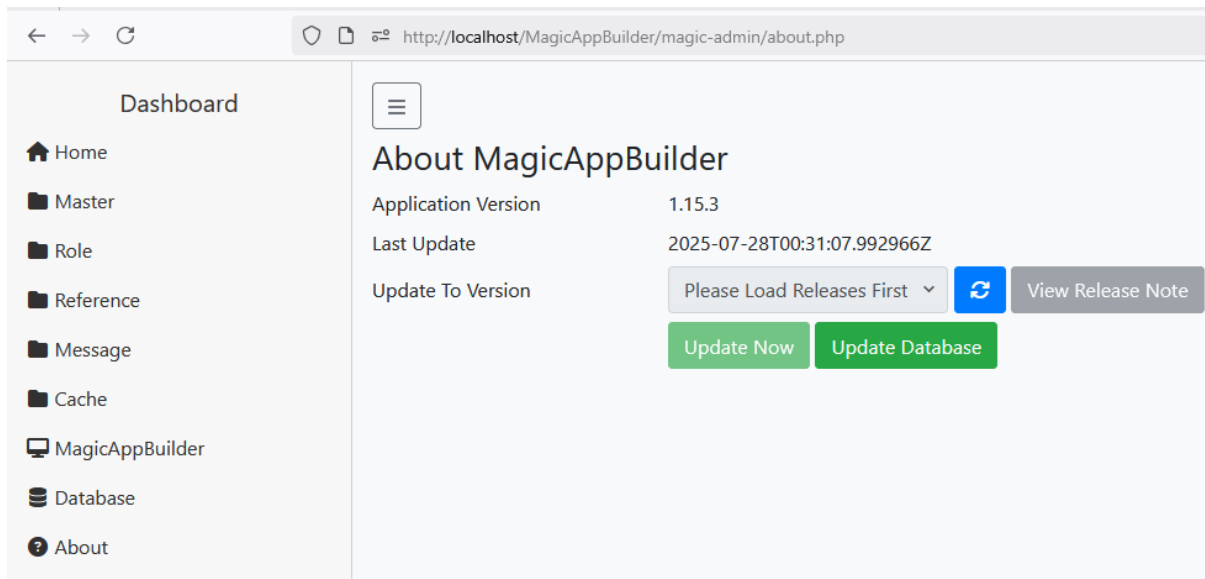 http://localhost/MagicAppBuilder/magic-admin/about.php
Dashboard
Home
Master
Role
Reference
Message
Cache
MagicAppBuilder
Database
About
About MagicAppBuilder
Application Version 1.15.3
Last Update 2025-07-28T00:31:07.992966Z
Update To Version Please Load Releases First View Release Note
Update Now Update Database